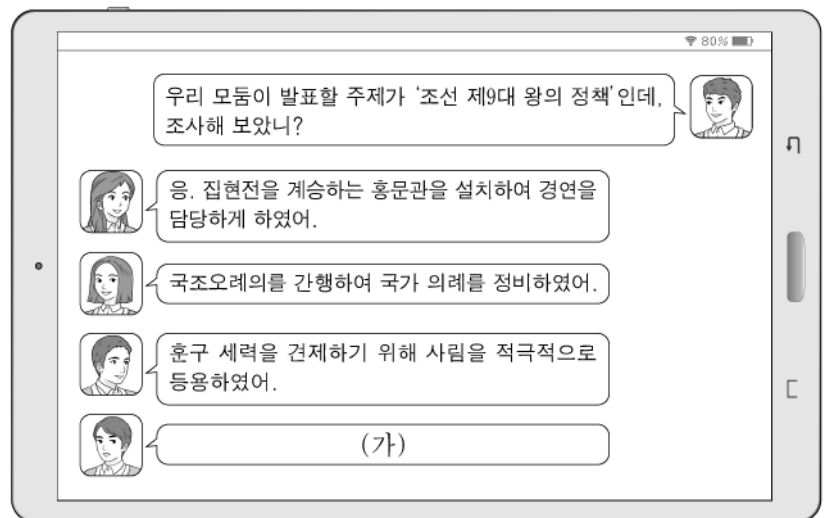 80%
우리 모둠이 발표할 주제가 ‘조선 제9대 왕의 정책’인데,
조사해 보았니?
응. 집현전을 계승하는 홍문관을 설치하여 경연을
담당하게 하였어.
국조오례의를 간행하여 국가 의례를 정비하였어.
훈구 세력을 견제하기 위해 사림을 적극적으로
등용하였어.
(가)